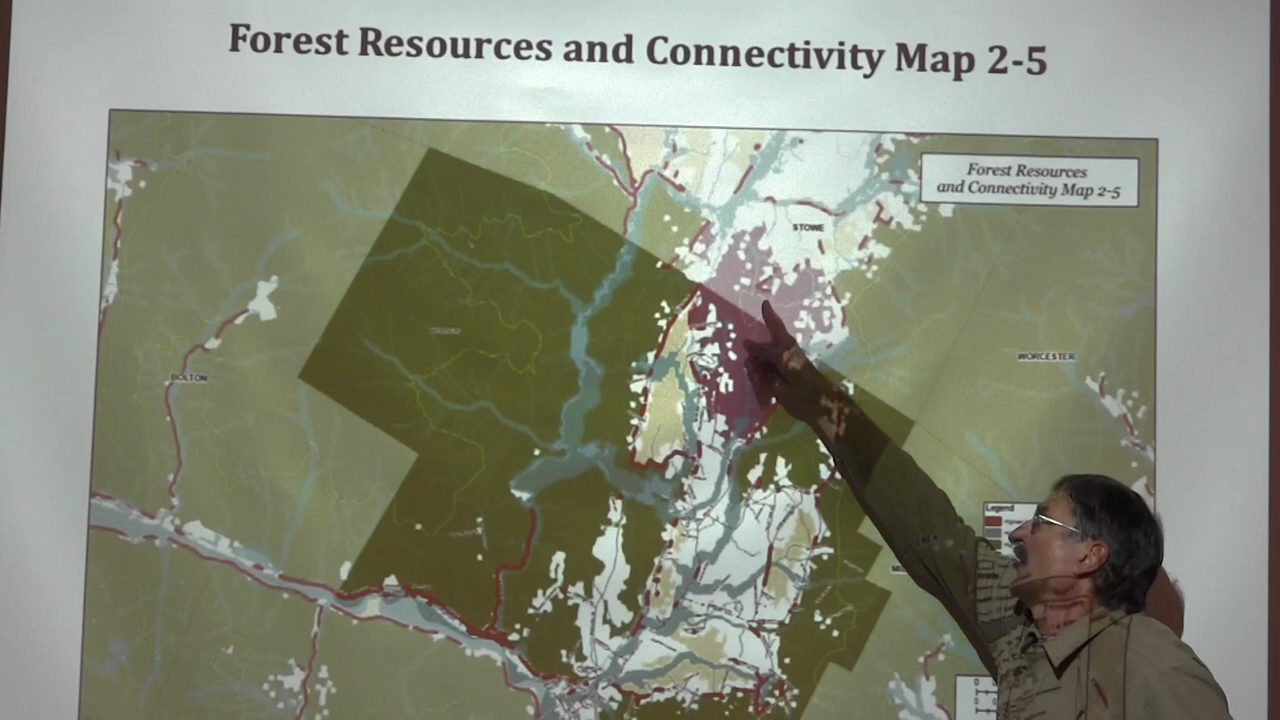 Forest Resources and Connectivity Map 2-5
Forest Resources
and Connectivity Map 2-5
STOWE
WORCESTER
BOLTON
Legend